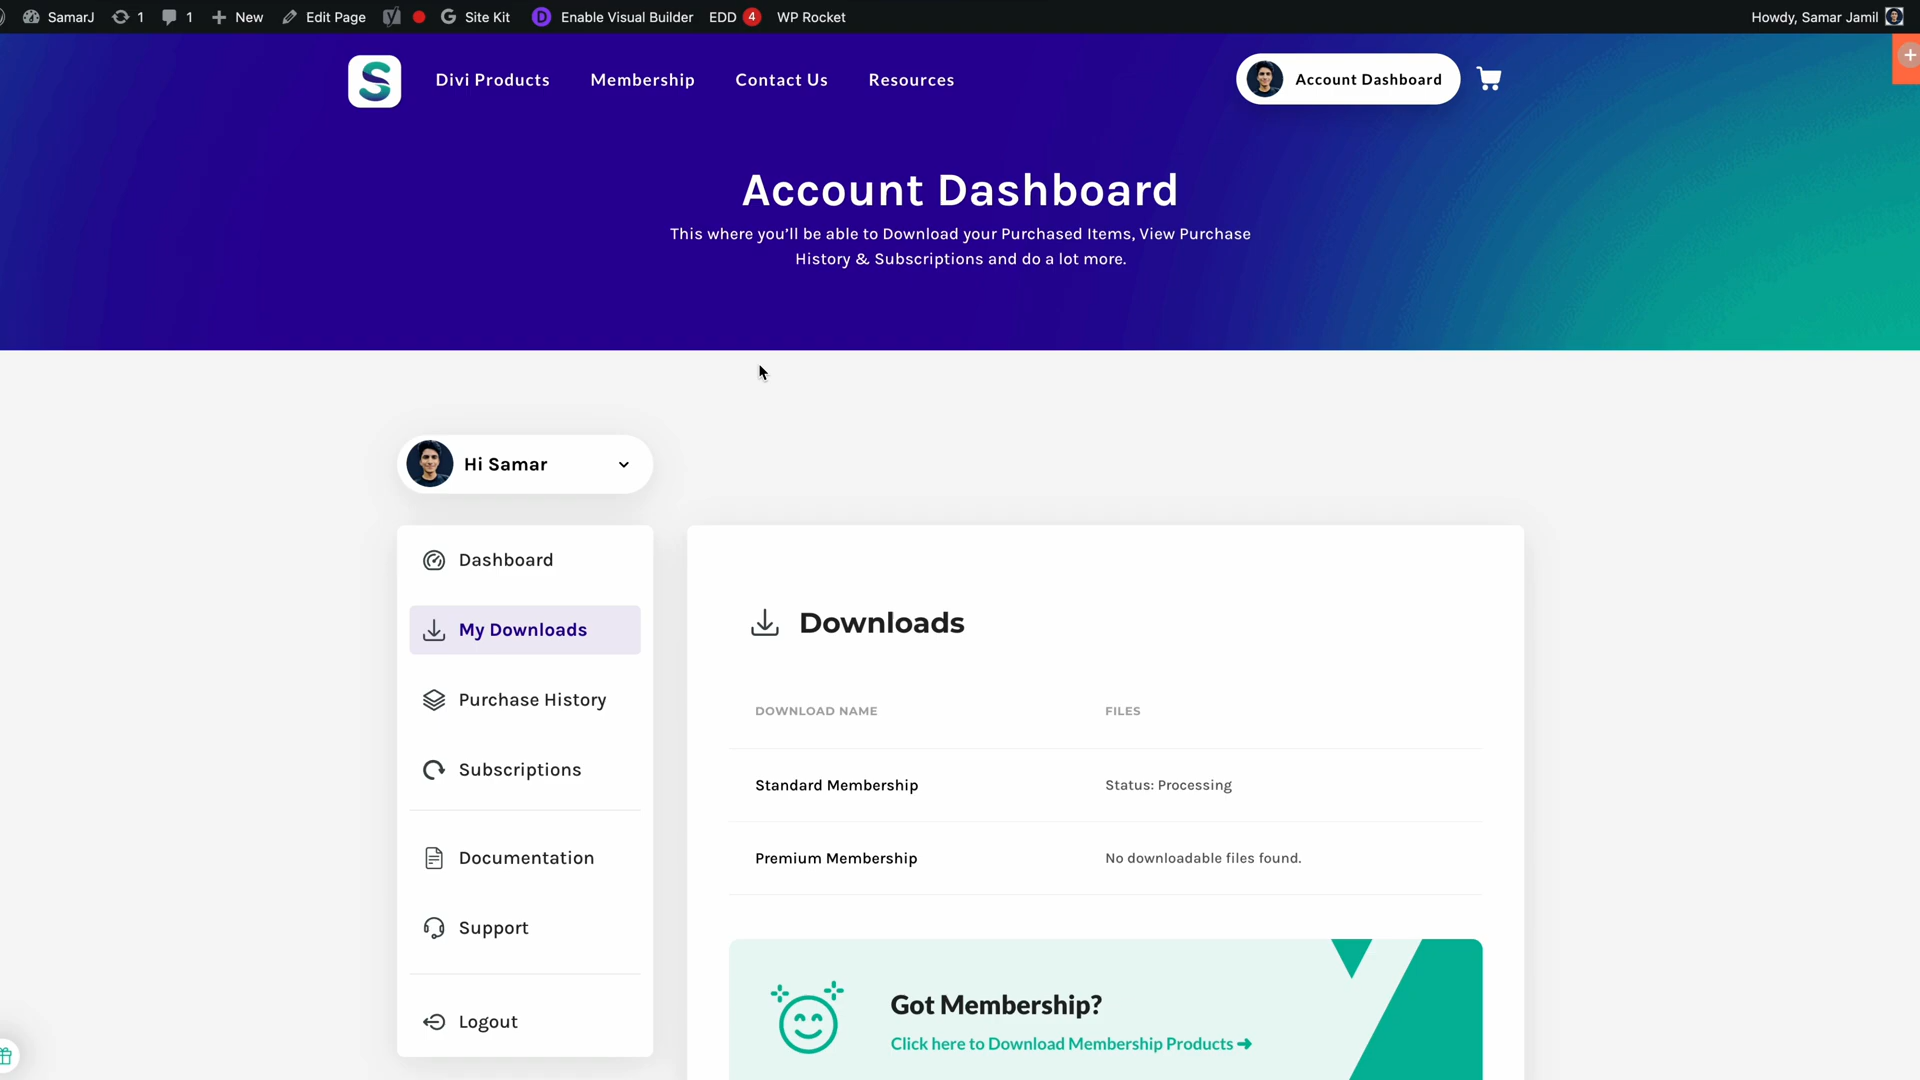 SamarJ
1
1
New
Edit Page
Site Kit
Enable Visual Builder
EDD 4
WP Rocket
Howdy, Samar Jamil
Divi Products
Membership
Contact Us
Resources
Account Dashboard
Account Dashboard
This where you’ll be able to Download your Purchased Items, View Purchase
History & Subscriptions and do a lot more.
Hi Samar
Dashboard
My Downloads
Purchase History
Subscriptions
Documentation
Support
Logout
Downloads
DOWNLOAD NAME FILES
Standard Membership Status: Processing
Premium Membership No downloadable files found.
Got Membership?
Click here to Download Membership Products ➜